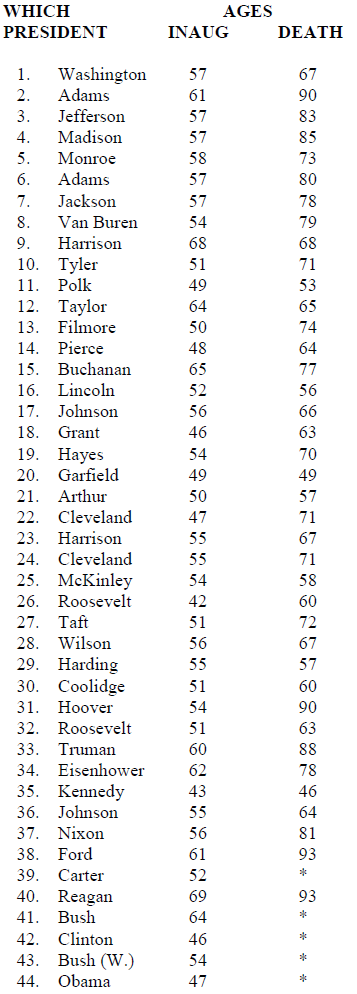 WHICH AGES
PRESIDENT INAUG DEATH
1. Washington 57 67
2. Adams 61 90
3. Jefferson 57 83
4. Madison 57 85
5. Monroe 58 73
6. Adams 57 80
7. Jackson 57 78
8. Van Buren 54 79
9. Harrison 68 68
10. Tyler 51 71
11. Polk 49 53
12. Taylor 64 65
13. Filmore 50 74
14. Pierce 48 64
15. Buchanan 65 77
16. Lincoln 52 56
17. Johnson 56 66
18. Grant 46 63
19. Hayes 54 70
20. Garfield 49 49
21. Arthur 50 57
22. Cleveland 47 71
23. Harrison 55 67
24. Cleveland 55 71
25. McKinley 54 58
26. Roosevelt 42 60
27. Taft 51 72
28. Wilson 56 67
29. Harding 55 57
30. Coolidge 51 60
31. Hoover 54 90
32. Roosevelt 51 63
33. Truman 60 88
34. Eisenhower 62 78
35. Kennedy 43 46
36. Johnson 55 64
37. Nixon 56 81
38. Ford 61 93
39. Carter 52 *
40. Reagan 69 93
41. Bush 64 *
42. Clinton 46 *
43. Bush (W.) 54 *
44. Obama 47 *